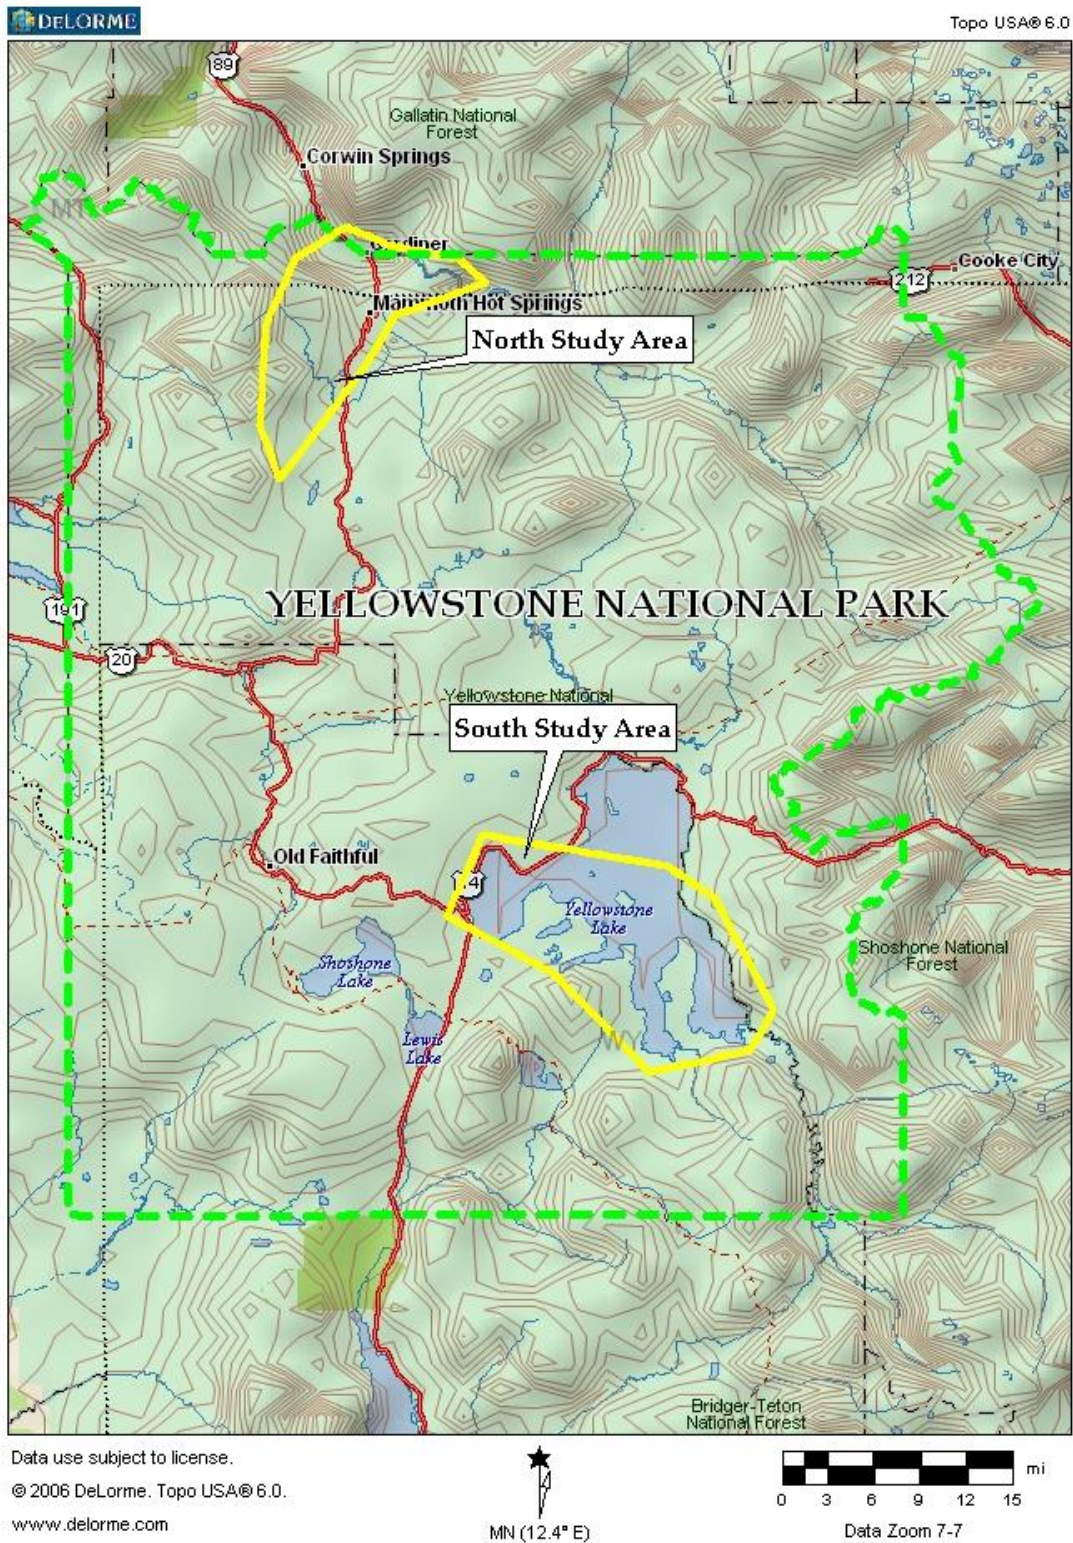 DELORME
Topo USA® 6.0
89
Gallatin National
Forest
Corwin Springs
MT
Gardiner
Cooke City
212
Mammoth Hot Springs
North Study Area
191
YELLOWSTONE NATIONAL PARK
20
Yellowstone National
South Study Area
Old Faithful
Yellowstone
Lake
Shoshone National
Forest
Shoshone
Lake
Lewis
Lake
WY
Bridger-Teton
National Forest
Data use subject to license.
© 2006 DeLorme. Topo USA® 6.0.
www.delorme.com
MN (12.4° E)
mi
0 3 6 9 12 15
Data Zoom 7-7